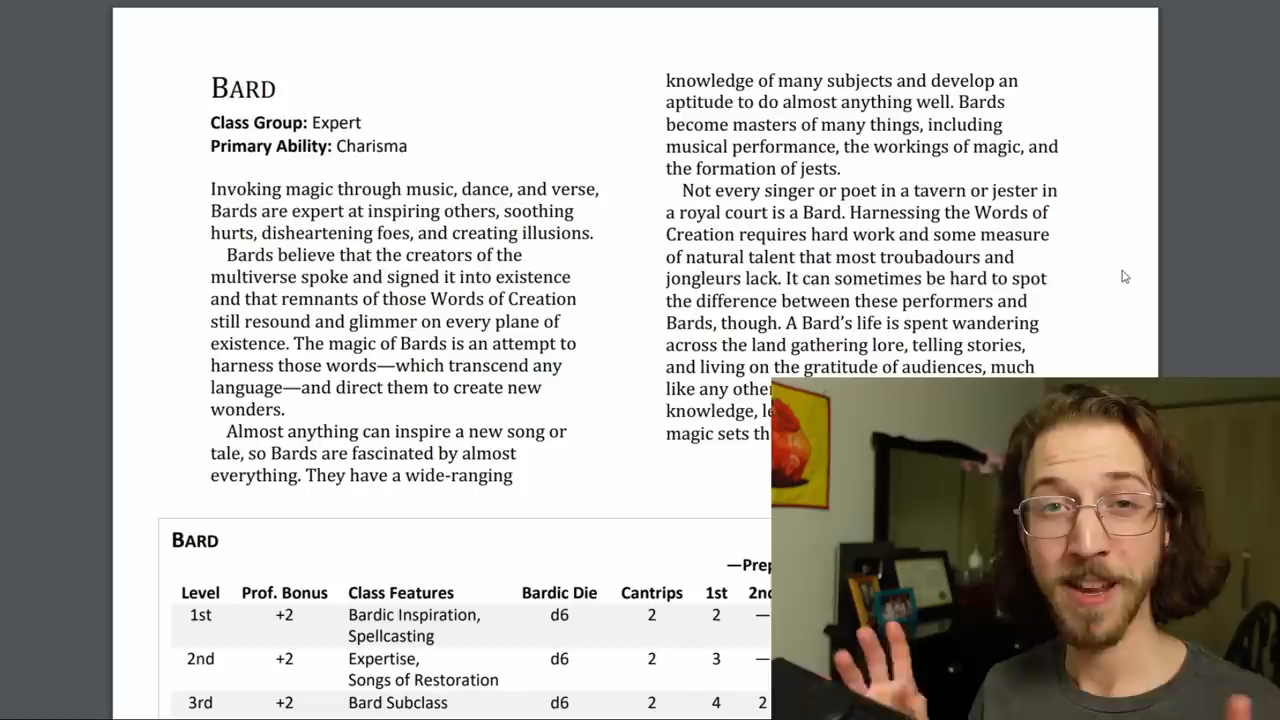 BARD
Class Group: Expert
Primary Ability: Charisma
Invoking magic through music, dance, and verse,
Bards are expert at inspiring others, soothing
hurts, disheartening foes, and creating illusions.
Bards believe that the creators of the
multiverse spoke and signed it into existence
and that remnants of those Words of Creation
still resound and glimmer on every plane of
existence. The magic of Bards is an attempt to
harness those words—which transcend any
language—and direct them to create new
wonders.
Almost anything can inspire a new song or
tale, so Bards are fascinated by almost
everything. They have a wide-ranging
knowledge of many subjects and develop an
aptitude to do almost anything well. Bards
become masters of many things, including
musical performance, the workings of magic, and
the formation of jests.
Not every singer or poet in a tavern or jester in
a royal court is a Bard. Harnessing the Words of
Creation requires hard work and some measure
of natural talent that most troubadours and
jongleurs lack. It can sometimes be hard to spot
the difference between these performers and
Bards, though. A Bard's life is spent wandering
across the land gathering lore, telling stories,
and living on the gratitude of audiences, much
like any othe
knowledge, le
magic sets th
BARD
—Prep
Level Prof. Bonus Class Features Bardic Die Cantrips 1st 2nd
1st +2 Bardic Inspiration, d6 2 2 —
Spellcasting
2nd +2 Expertise, d6 2 3 —
Songs of Restoration
3rd +2 Bard Subclass d6 2 4 2